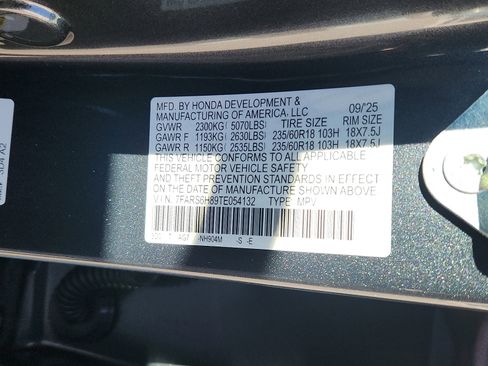 MFD. BY HONDA DEVELOPMENT &
MANUFACTURING OF AMERICA, LLC 09/25
GVWR 2300KG( 5070LBS) TIRE SIZE RIM SIZE
GAWR F 1193KG( 2630LBS) 235/60R18 103H 18X7.5J
GAWR R 1150KG( 2535LBS) 235/60R18 103H 18X7.5J
THIS VEHICLE CONFORMS TO ALL APPLICABLE
FEDERAL MOTOR VEHICLE SAFETY
AND THEFT PREVENTION STANDARDS IN EFFECT
ON THE DATE OF MANUFACTURE SHOWN ABOVE
V.I.N. 7FARS6H89TE054132 TYPE: MPV
NH904M -S -E